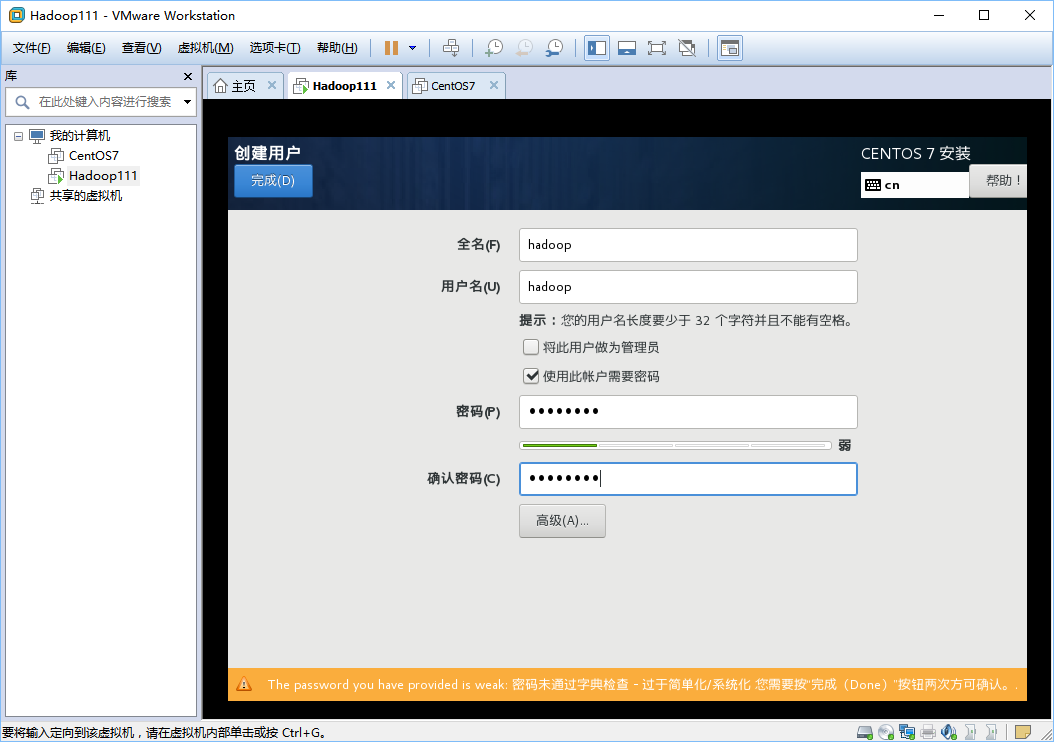 Hadoop111 - VMware Workstation
文件(F) 编辑(E) 查看(V) 虚拟机(M) 选项卡(T) 帮助(H)
库
在此处键入内容进行搜索
我的计算机
CentOS7
Hadoop111
共享的虚拟机
主页 Hadoop111 CentOS7
创建用户
完成(D)
CENTOS 7 安装
cn
帮助！
全名(F) hadoop
用户名(U) hadoop
提示：您的用户名长度要少于 32 个字符并且不能有空格。
将此用户做为管理员
使用此帐户需要密码
密码(P) ●●●●●●●●
弱
确认密码(C) ●●●●●●●●
高级(A)...
The password you have provided is weak: 密码未通过字典检查 - 过于简单化/系统化 您需要按"完成（Done）"按钮两次方可确认。.
要将输入定向到该虚拟机，请在虚拟机内部单击或按 Ctrl+G。